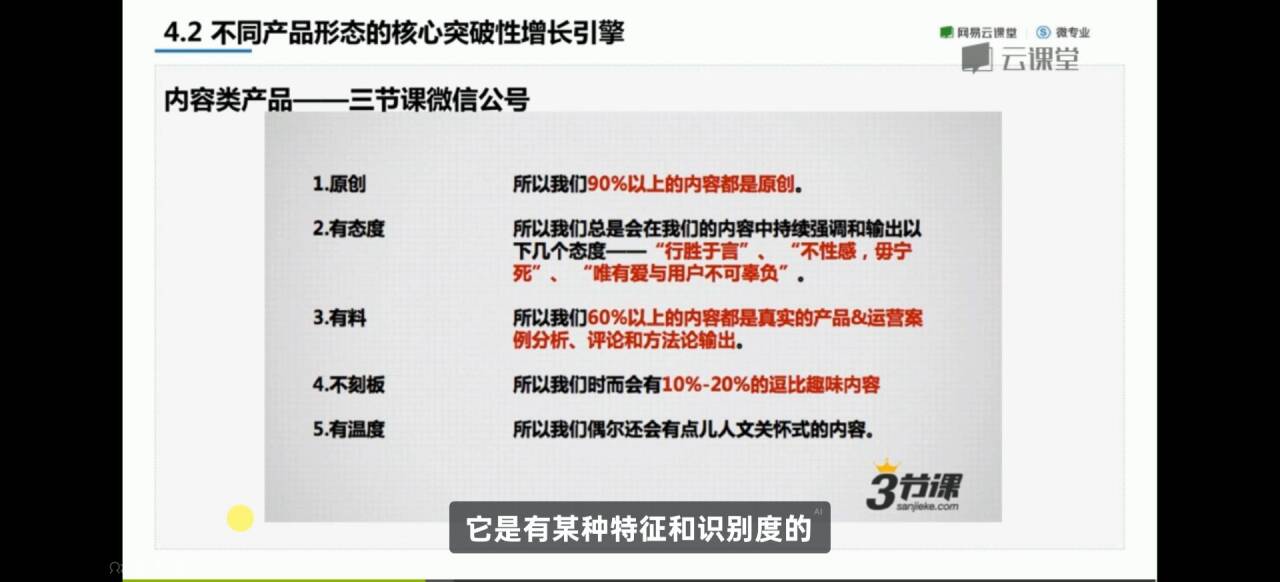 4.2 不同产品形态的核心突破性增长引擎
网易云课堂 | 微专业
云课堂
内容类产品——三节课微信公号
1.原创 所以我们90%以上的内容都是原创。
2.有态度 所以我们总是会在我们的内容中持续强调和输出以
下几个态度——“行胜于言”、“不性感，毋宁
死”、“唯有爱与用户不可辜负”。
3.有料 所以我们60%以上的内容都是真实的产品&运营案
例分析、评论和方法论输出。
4.不刻板 所以我们时而会有10%-20%的逗比趣味内容
5.有温度 所以我们偶尔还会有点儿人文关怀式的内容。
3节课
sanjieke.com
AI
它是有某种特征和识别度的